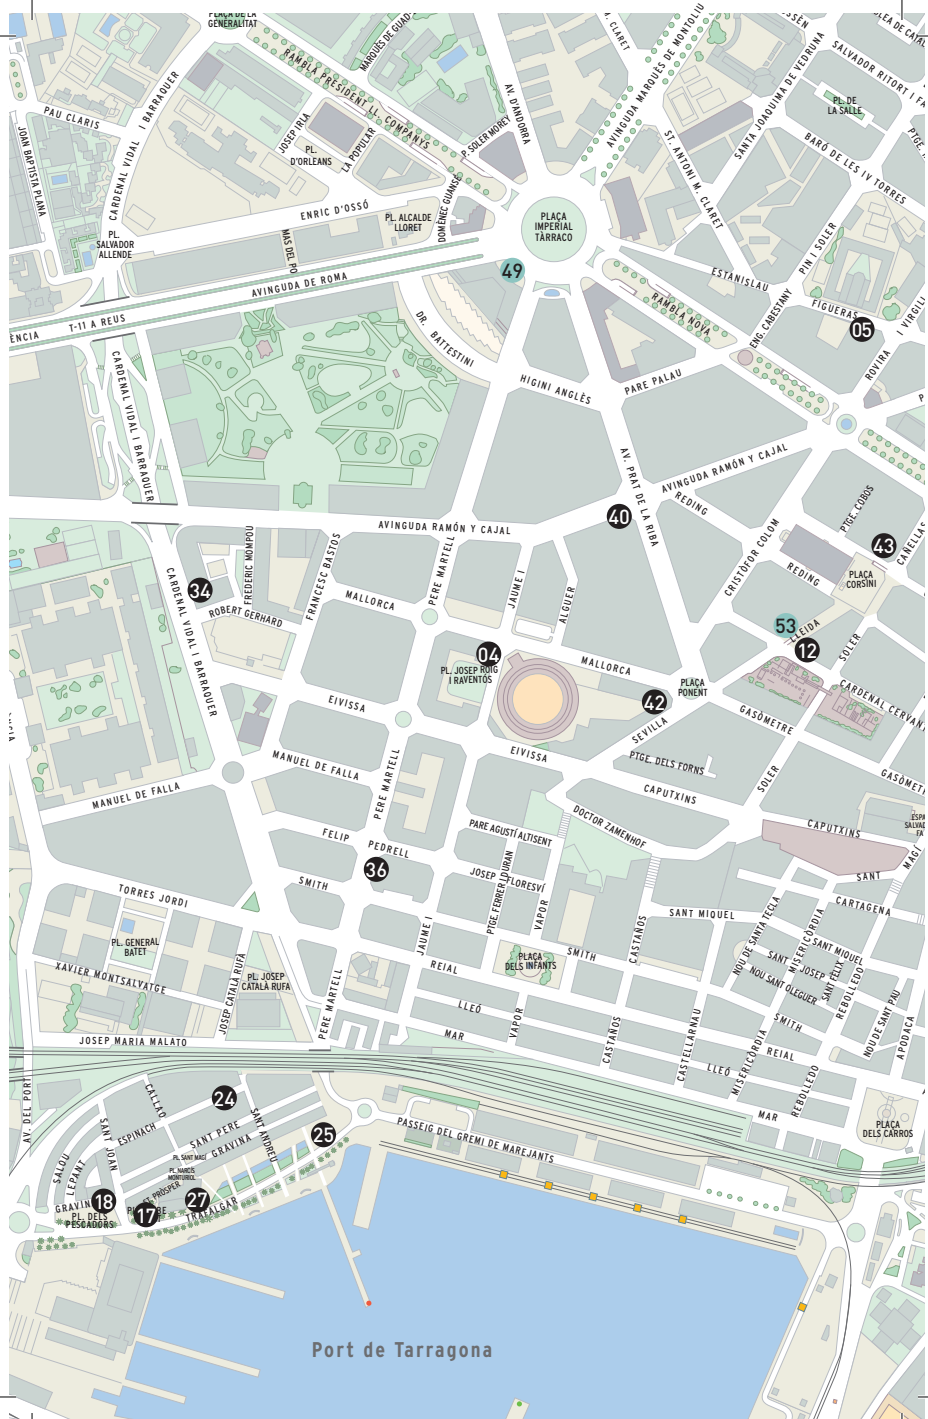 PLAÇA DE LA
GENERALITAT
MARQUÈS DE GUAD
RAMBLA PRESIDENT LL. COMPANYS
M. CLARET
AVINGUDA MARQUÈS DE MONTOLIU
SANTA JOAQUIMA DE VEDRUNA
SALVADOR RITORT I FA
AV. D'ANDORRA
PAU CLARIS
JOAN BAPTISTA PLANA
CARDENAL VIDAL I BARRAQUER
JOSEP IRLA
PL.
D'ORLEANS
LA POPULAR
P. SOLER MOREY
ST. ANTONI M. CLARET
PL. DE
LA SALLE
BARÓ DE LES IV TORRES
PTGE.
ENRIC D'OSSÓ
PL. ALCALDE
LLORET
DOMÈNEC GUANSÉ
PLAÇA
IMPERIAL
TÀRRACO
PL.
SALVADOR
ALLENDE
MAS DEL PO
PIN I SOLER
49
AVINGUDA DE ROMA
ESTANISLAU
FIGUERAS
RAMBLA NOVA
ENG. CABESTANY
05
ROVIRA
I VIRGILI
ÈNCIA
T-11 A REUS
DR. BATTESTINI
CARDENAL VIDAL I BARRAQUER
HIGINI ANGLÈS
PARE PALAU
AV. PRAT DE LA RIBA
AVINGUDA RAMÓN Y CAJAL
REDING
40
AVINGUDA RAMÓN Y CAJAL
CRISTÒFOR COLOM
PTGE. COBOS
43
CAÑELLAS
REDING
PLAÇA
CORSINI
FREDERIC MOMPOU
FRANCESC BASTOS
PERE MARTELL
JAUME I
ALGUER
34
ROBERT GERHARD
MALLORCA
CARDENAL VIDAL I BARRAQUER
53
LLEIDA
12
SOLER
04
PL. JOSEP ROIG
I RAVENTÓS
MALLORCA
PLAÇA
PONENT
42
CARDENAL CERVAN
EIVISSA
GASÒMETRE
SEVILLA
EIVISSA
PTGE. DELS FORNS
SOLER
MANUEL DE FALLA
PERE MARTELL
CAPUTXINS
GASÒMETR
MANUEL DE FALLA
DOCTOR ZAMENHOF
CAPUTXINS
MAGÍ
FELIP
PEDRELL
PARE AGUSTÍ ALTISENT
36
SMITH
JOSEP FLORESVÍ
PTGE. FERRER I DURAN
SANT
TORRES JORDI
VAPOR
CASTAÑOS
SANT MIQUEL
NOU DE SANTA TECLA
MISERICÒRDIA
CARTAGENA
PL. GENERAL
BATET
JAUME I
SANT MIQUEL
XAVIER MONTSALVATGE
JOSEP CATALÀ RUFA
PL. JOSEP
CATALÀ RUFA
REIAL
PLAÇA
DELS INFANTS
SMITH
SANT JOSEP
SANT FÈLIX
NOU SANT OLEGUER
REBOLLEDO
PERE MARTELL
LLEÓ
VAPOR
CASTAÑOS
CASTELLARNAU
SMITH
NOU DE SANT PAU
APODACA
JOSEP MARIA MALATO
MAR
MISERICÒRDIA
REIAL
LLEÓ
REBOLLEDO
MAR
AV. DEL PORT
CALLAO
24
PLAÇA
DELS CARROS
SANT JOAN
ESPINACH
SANT PERE
SANT ANDREU
25
PASSEIG DEL GREMI DE MAREJANTS
SALOU
LEPANT
PL. SANT MAGÍ
GRAVINA
PL. NARCÍS
MONTURIOL
ST. PRÒSPER
GRAVIN
18
PL. DELS
PESCADORS
17
27
TRAFALGAR
Port de Tarragona